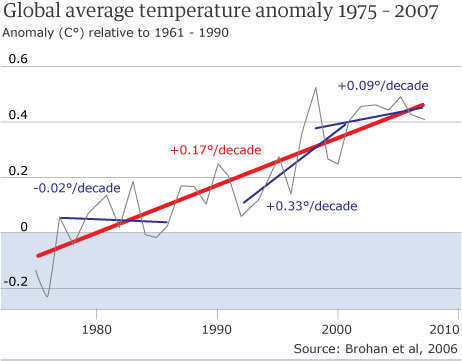 Global average temperature anomaly 1975 - 2007
Anomaly (C°) relative to 1961 - 1990
0.6
+0.09°/decade
0.4
+0.17°/decade
0.2
-0.02°/decade
+0.33°/decade
0
-0.2
1980 1990 2000 2010
Source: Brohan et al, 2006